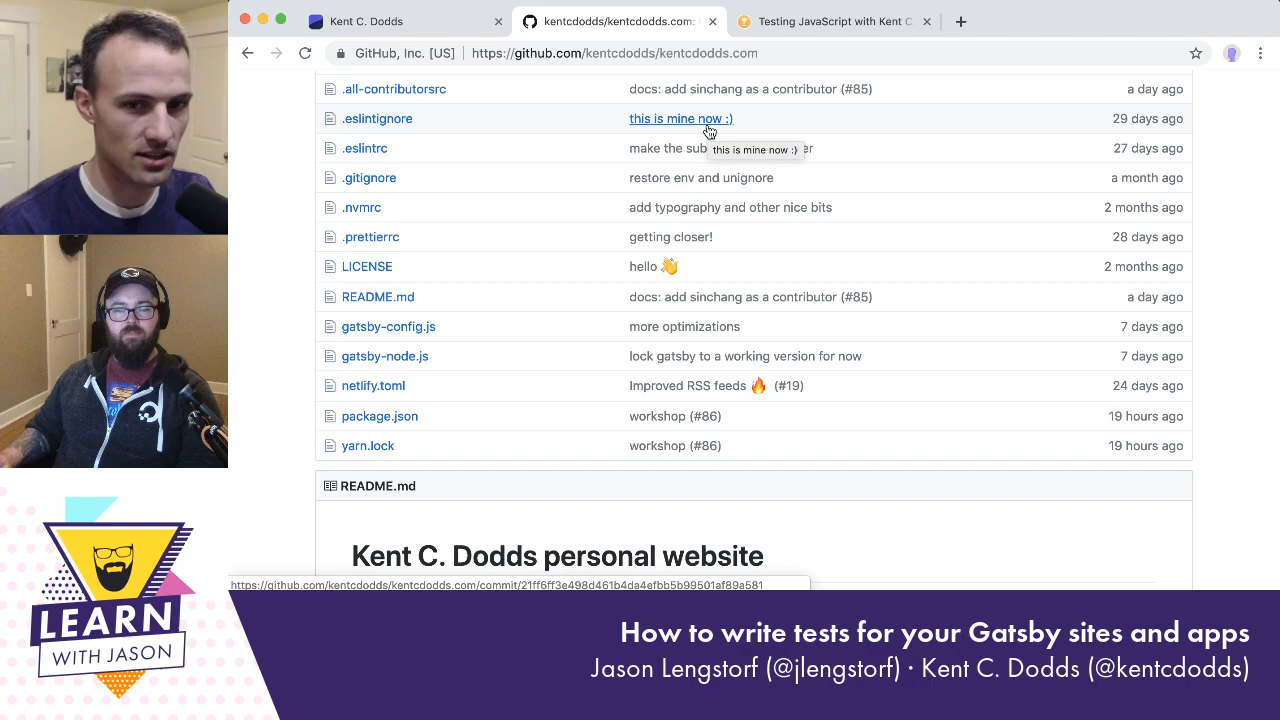 Kent C. Dodds
kentcdodds/kentcdodds.com:
Testing JavaScript with Kent C.
GitHub, Inc. [US]
https://github.com/kentcdodds/kentcdodds.com
.all-contributorsrc docs: add sinchang as a contributor (#85) a day ago
.eslintignore this is mine now :) 29 days ago
this is mine now :)
.eslintrc make the sub er 27 days ago
.gitignore restore env and unignore a month ago
.nvmrc add typography and other nice bits 2 months ago
.prettierrc getting closer! 28 days ago
LICENSE hello 👋 2 months ago
README.md docs: add sinchang as a contributor (#85) a day ago
gatsby-config.js more optimizations 7 days ago
gatsby-node.js lock gatsby to a working version for now 7 days ago
netlify.toml Improved RSS feeds 🔥 (#19) 24 days ago
package.json workshop (#86) 19 hours ago
yarn.lock workshop (#86) 19 hours ago
README.md
Kent C. Dodds personal website
https://github.com/kentcdodds/kentcdodds.com/commit/21ff6ff3e498d461b4da4efbb5b99501af89a581
LEARN
WITH JASON
How to write tests for your Gatsby sites and apps
Jason Lengstorf (@jlengstorf) · Kent C. Dodds (@kentcdodds)